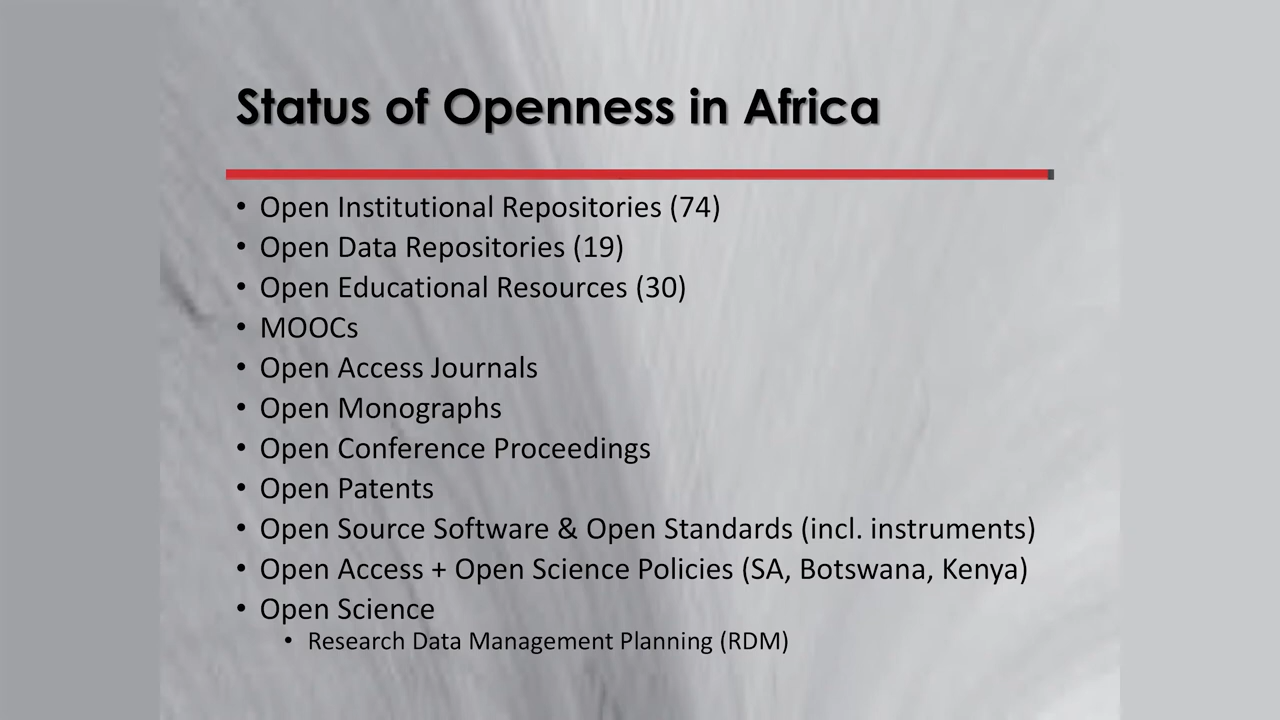 Status of Openness in Africa
• Open Institutional Repositories (74)
• Open Data Repositories (19)
• Open Educational Resources (30)
• MOOCs
• Open Access Journals
• Open Monographs
• Open Conference Proceedings
• Open Patents
• Open Source Software & Open Standards (incl. instruments)
• Open Access + Open Science Policies (SA, Botswana, Kenya)
• Open Science
• Research Data Management Planning (RDM)